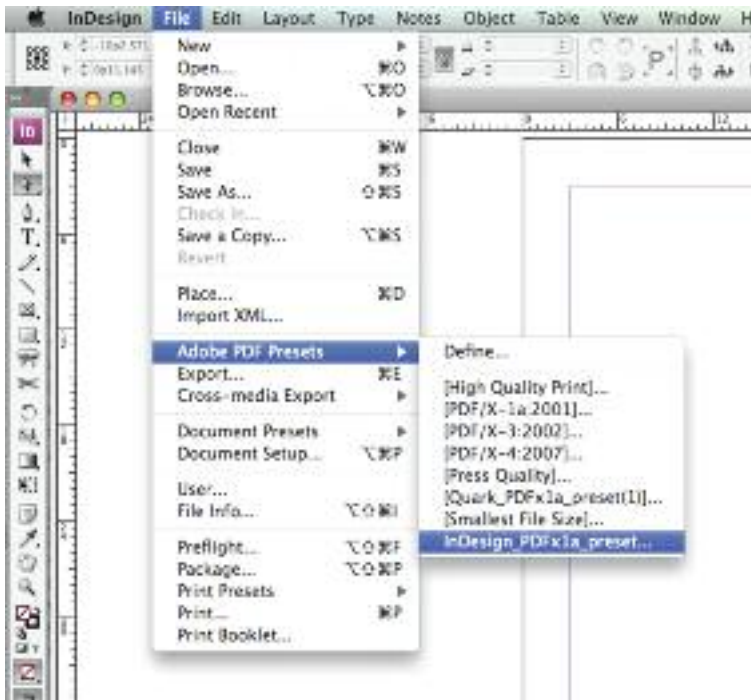 InDesign File Edit Layout Type Notes Object Table View Window H
New
Open... ⌘O
Browse... ⌥⌘O
Open Recent
Close ⌘W
Save ⌘S
Save As... ⇧⌘S
Check In...
Save a Copy... ⌥⌘S
Revert
Place... ⌘D
Import XML...
Adobe PDF Presets
Export... ⌘E
Cross-media Export
Document Presets
Document Setup... ⌥⌘P
User...
File Info... ⌥⇧⌘I
Preflight... ⌥⇧⌘F
Package... ⌥⇧⌘P
Print Presets
Print... ⌘P
Print Booklet...
Define...
[High Quality Print]...
[PDF/X-1a:2001]...
[PDF/X-3:2002]...
[PDF/X-4:2007]...
[Press Quality]...
[Quark_PDFx1a_preset(1)]...
[Smallest File Size]...
InDesign_PDFx1a_preset...